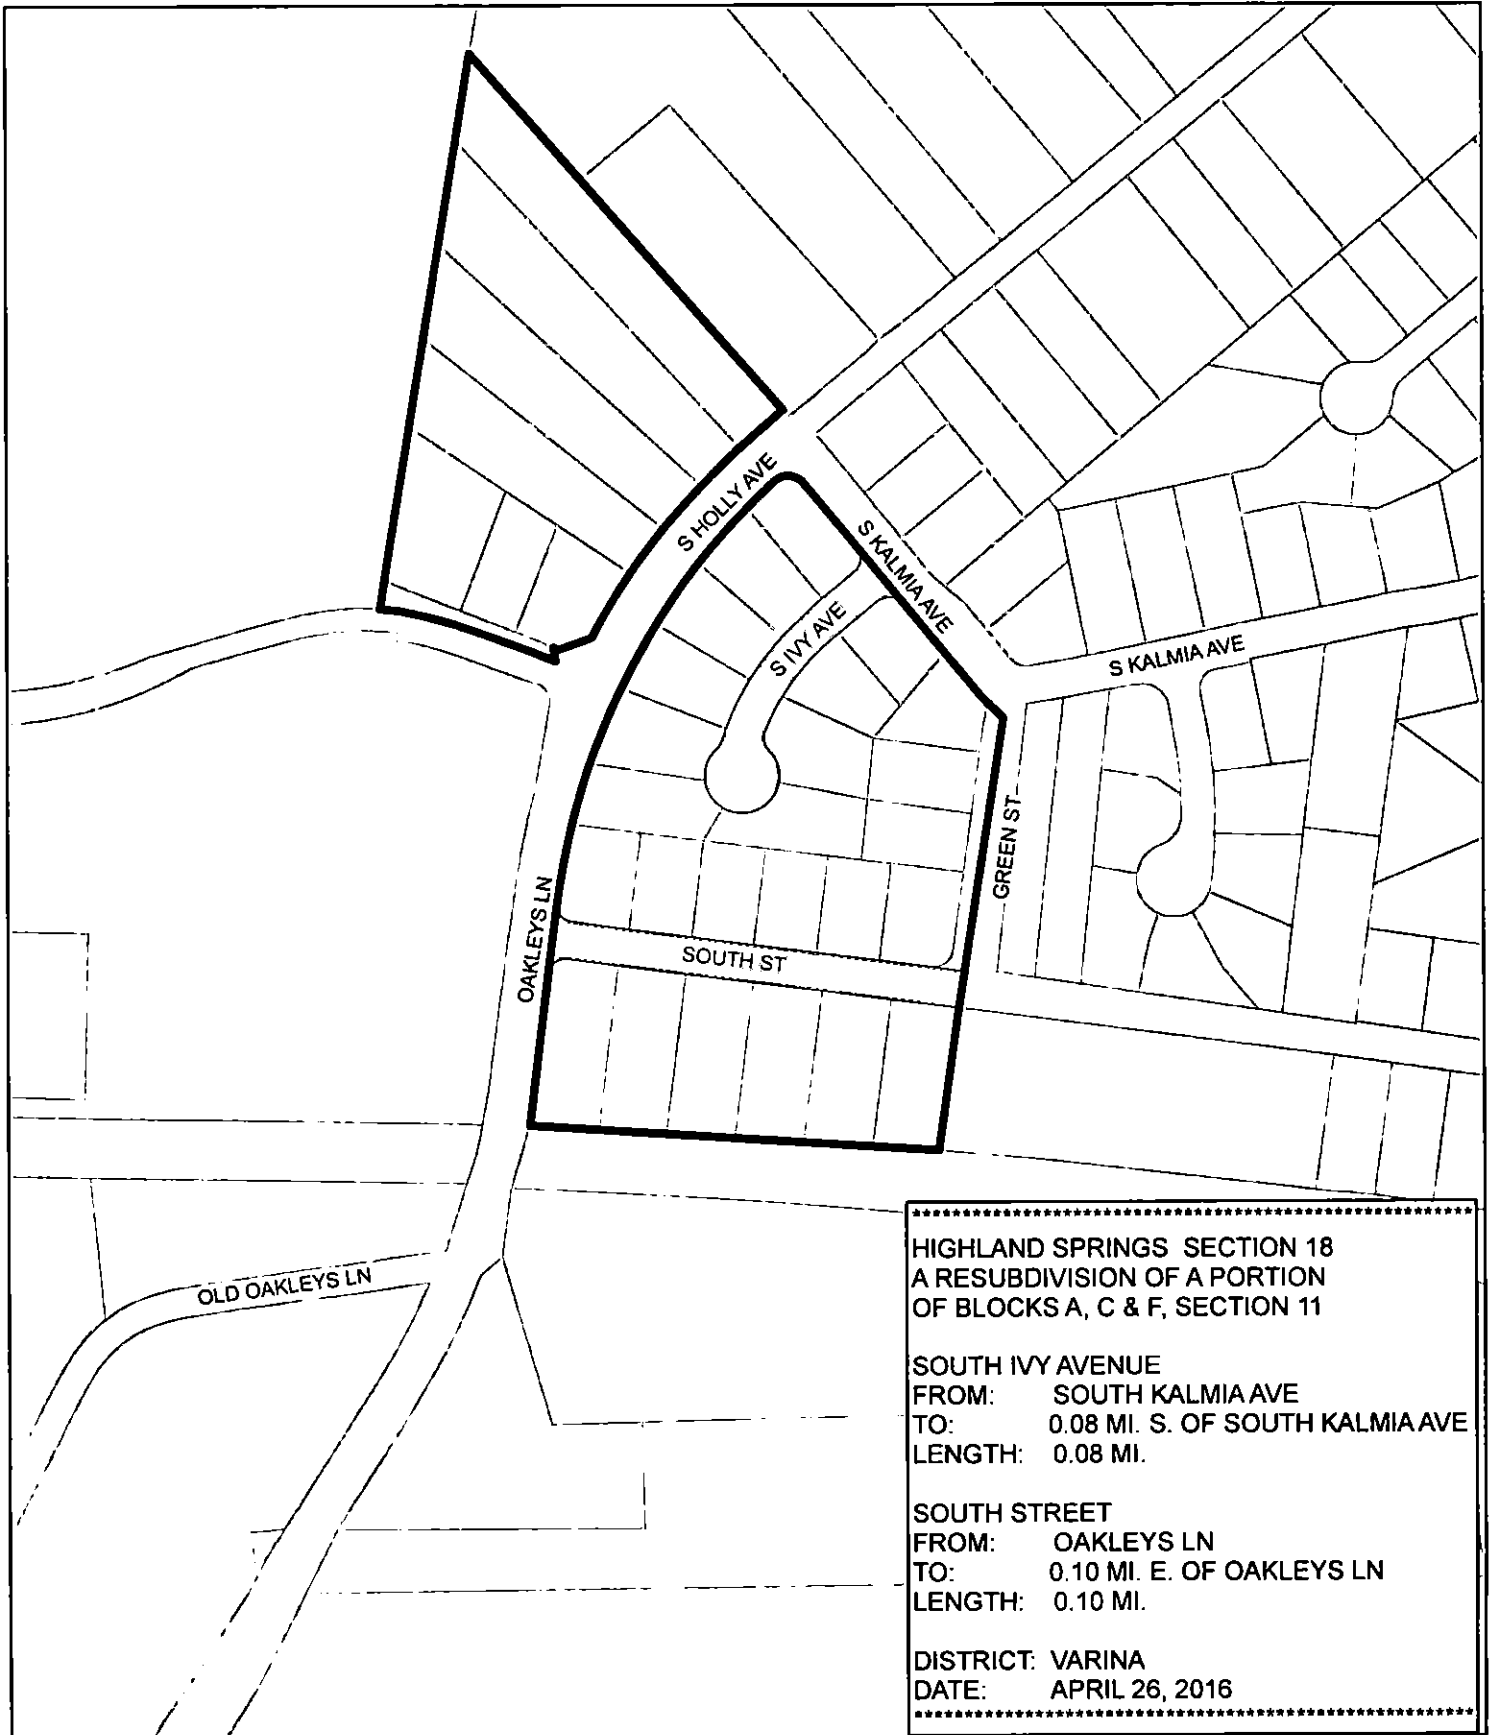 S HOLLY AVE
S KALMIA AVE
S IVY AVE
S KALMIA AVE
GREEN ST
OAKLEYS LN
SOUTH ST
OLD OAKLEYS LN
HIGHLAND SPRINGS SECTION 18
A RESUBDIVISION OF A PORTION
OF BLOCKS A, C & F, SECTION 11
SOUTH IVY AVENUE
FROM: SOUTH KALMIA AVE
TO: 0.08 MI. S. OF SOUTH KALMIA AVE
LENGTH: 0.08 MI.
SOUTH STREET
FROM: OAKLEYS LN
TO: 0.10 MI. E. OF OAKLEYS LN
LENGTH: 0.10 MI.
DISTRICT: VARINA
DATE: APRIL 26, 2016